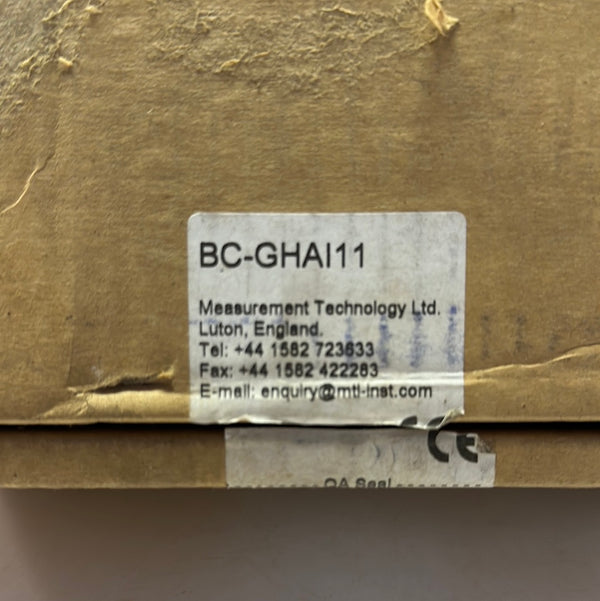 BC-GHAI11
Measurement Technology Ltd.
Luton, England.
Tel: +44 1582 723633
Fax: +44 1582 422283
E-mail: enquiry@mtl-inst.com
CE
QA Seal